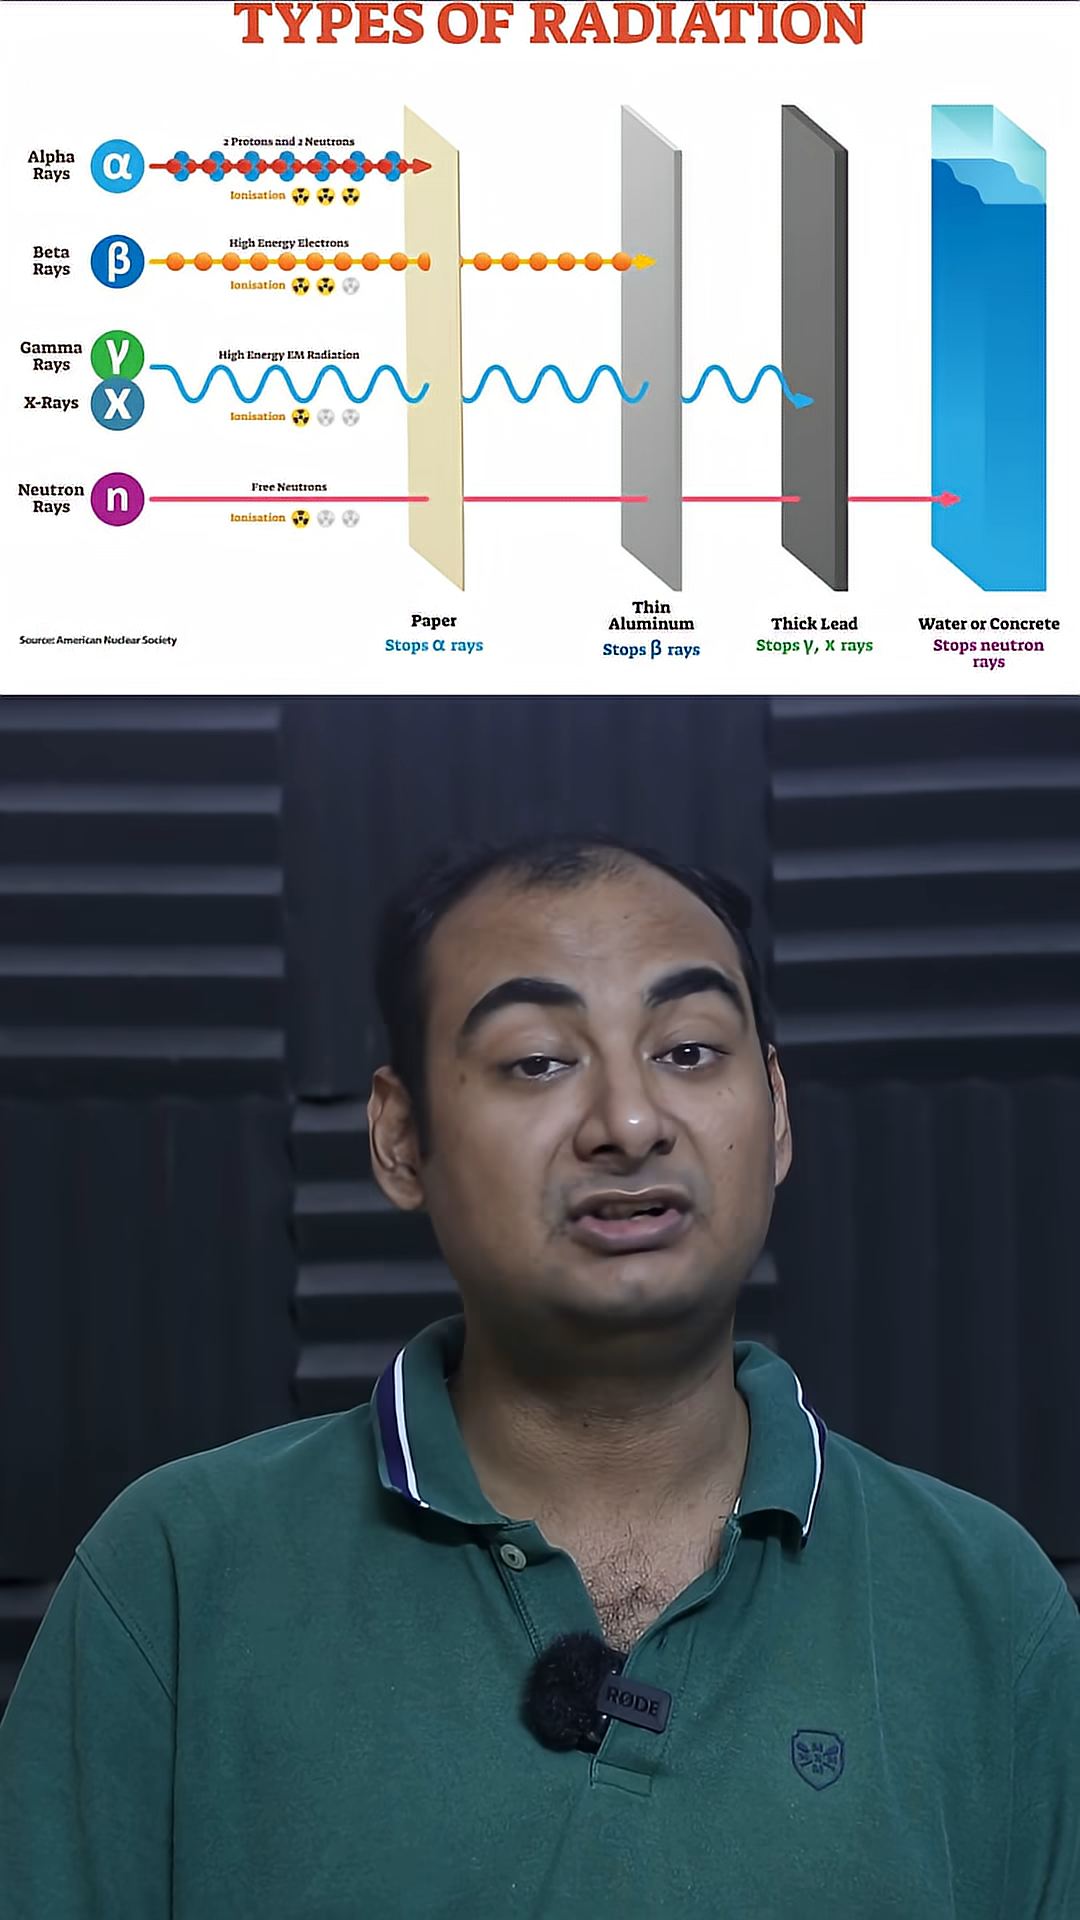 TYPES OF RADIATION
Alpha
Rays
α
2 Protons and 2 Neutrons
Ionisation
Beta
Rays
β
High Energy Electrons
Ionisation
Gamma
Rays
γ
X-Rays
X
High Energy EM Radiation
Ionisation
Neutron
Rays
n
Free Neutrons
Ionisation
Paper
Stops α rays
Thin
Aluminum
Stops β rays
Thick Lead
Stops γ, x rays
Water or Concrete
Stops neutron
rays
Source: American Nuclear Society
RØDE